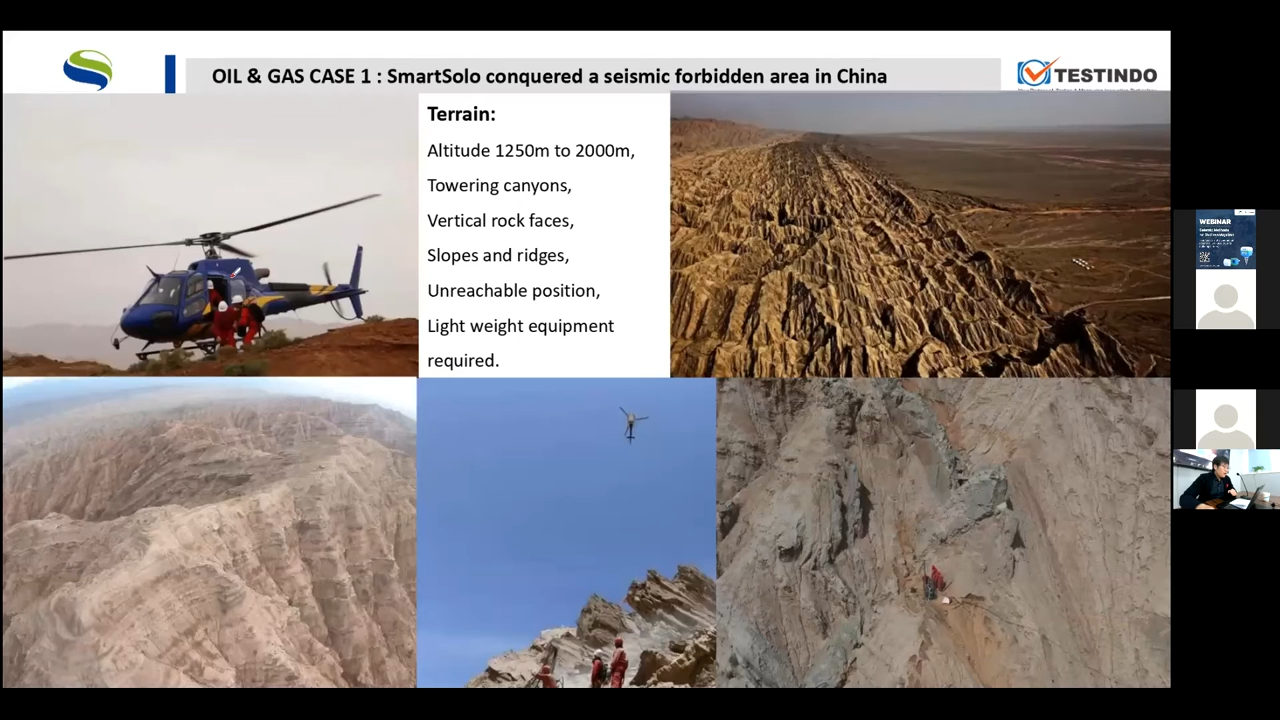 OIL & GAS CASE 1 : SmartSolo conquered a seismic forbidden area in China
TESTINDO
Terrain:
Altitude 1250m to 2000m,
Towering canyons,
Vertical rock faces,
Slopes and ridges,
Unreachable position,
Light weight equipment
required.
WEBINAR